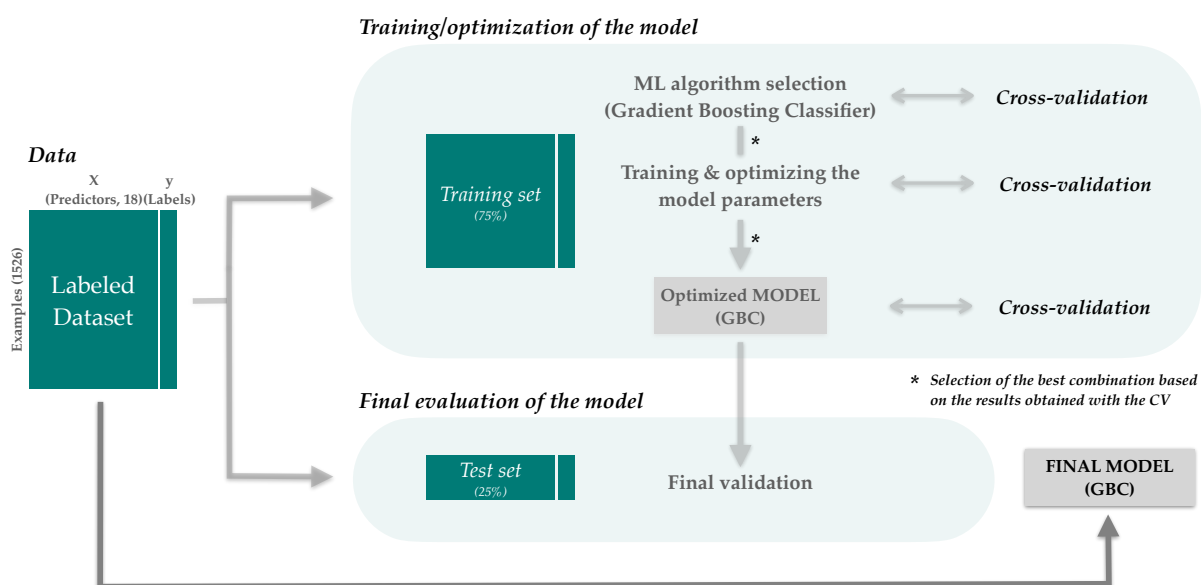 Training/optimization of the model
ML algorithm selection
(Gradient Boosting Classifier)
Cross-validation
*
Data
X
y
(Predictors, 18)(Labels)
Training set
(75%)
Training & optimizing the
model parameters
Cross-validation
*
Examples (1526)
Labeled
Dataset
Optimized MODEL
(GBC)
Cross-validation
* Selection of the best combination based
on the results obtained with the CV
Final evaluation of the model
Test set
(25%)
Final validation
FINAL MODEL
(GBC)